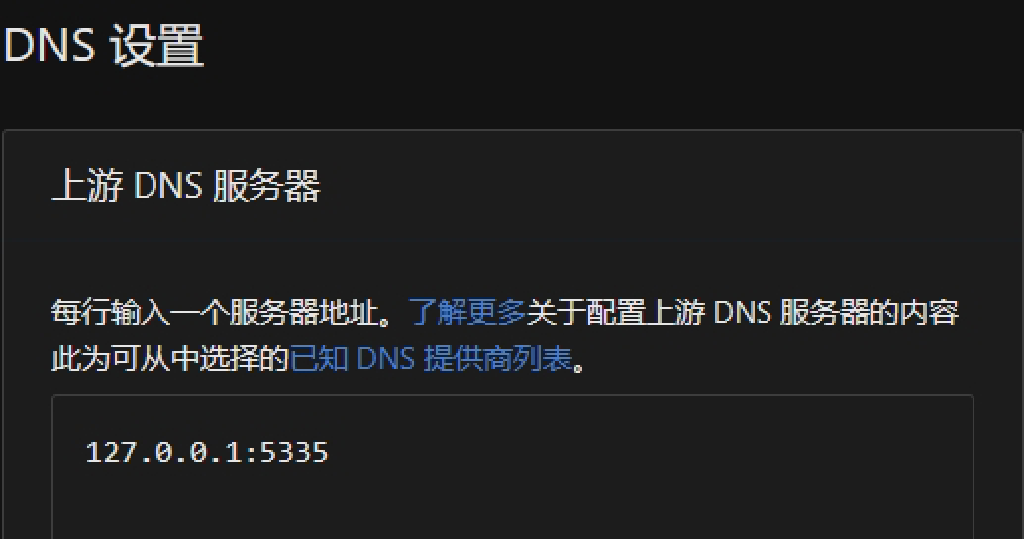 DNS 设置
上游 DNS 服务器
每行输入一个服务器地址。了解更多关于配置上游 DNS 服务器的内容
此为可从中选择的已知 DNS 提供商列表。
127.0.0.1:5335